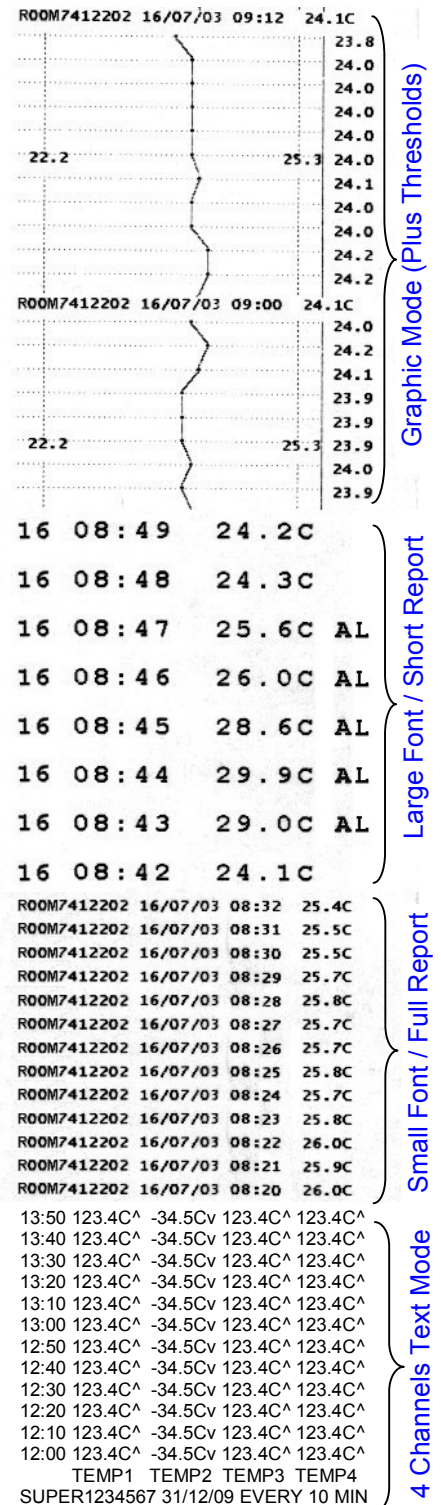 ROOM7412202 16/07/03 09:12 24.1C
23.8
24.0
24.0
24.0
24.0
22.2 25.3 24.0
24.1
24.0
24.0
24.2
24.2
ROOM7412202 16/07/03 09:00 24.1C
24.0
24.2
24.1
23.9
23.9
22.2 25.3 23.9
24.0
23.9
Graphic Mode (Plus Thresholds)
16 08:49 24.2C
16 08:48 24.3C
16 08:47 25.6C AL
16 08:46 26.0C AL
16 08:45 28.6C AL
16 08:44 29.9C AL
16 08:43 29.0C AL
16 08:42 24.1C
Large Font / Short Report
ROOM7412202 16/07/03 08:32 25.4C
ROOM7412202 16/07/03 08:31 25.5C
ROOM7412202 16/07/03 08:30 25.5C
ROOM7412202 16/07/03 08:29 25.7C
ROOM7412202 16/07/03 08:28 25.8C
ROOM7412202 16/07/03 08:27 25.7C
ROOM7412202 16/07/03 08:26 25.7C
ROOM7412202 16/07/03 08:25 25.8C
ROOM7412202 16/07/03 08:24 25.7C
ROOM7412202 16/07/03 08:23 25.8C
ROOM7412202 16/07/03 08:22 26.0C
ROOM7412202 16/07/03 08:21 25.9C
ROOM7412202 16/07/03 08:20 26.0C
Small Font / Full Report
13:50 123.4C^ -34.5Cv 123.4C^ 123.4C^
13:40 123.4C^ -34.5Cv 123.4C^ 123.4C^
13:30 123.4C^ -34.5Cv 123.4C^ 123.4C^
13:20 123.4C^ -34.5Cv 123.4C^ 123.4C^
13:10 123.4C^ -34.5Cv 123.4C^ 123.4C^
13:00 123.4C^ -34.5Cv 123.4C^ 123.4C^
12:50 123.4C^ -34.5Cv 123.4C^ 123.4C^
12:40 123.4C^ -34.5Cv 123.4C^ 123.4C^
12:30 123.4C^ -34.5Cv 123.4C^ 123.4C^
12:20 123.4C^ -34.5Cv 123.4C^ 123.4C^
12:10 123.4C^ -34.5Cv 123.4C^ 123.4C^
12:00 123.4C^ -34.5Cv 123.4C^ 123.4C^
TEMP1 TEMP2 TEMP3 TEMP4
SUPER1234567 31/12/09 EVERY 10 MIN
4 Channels Text Mode